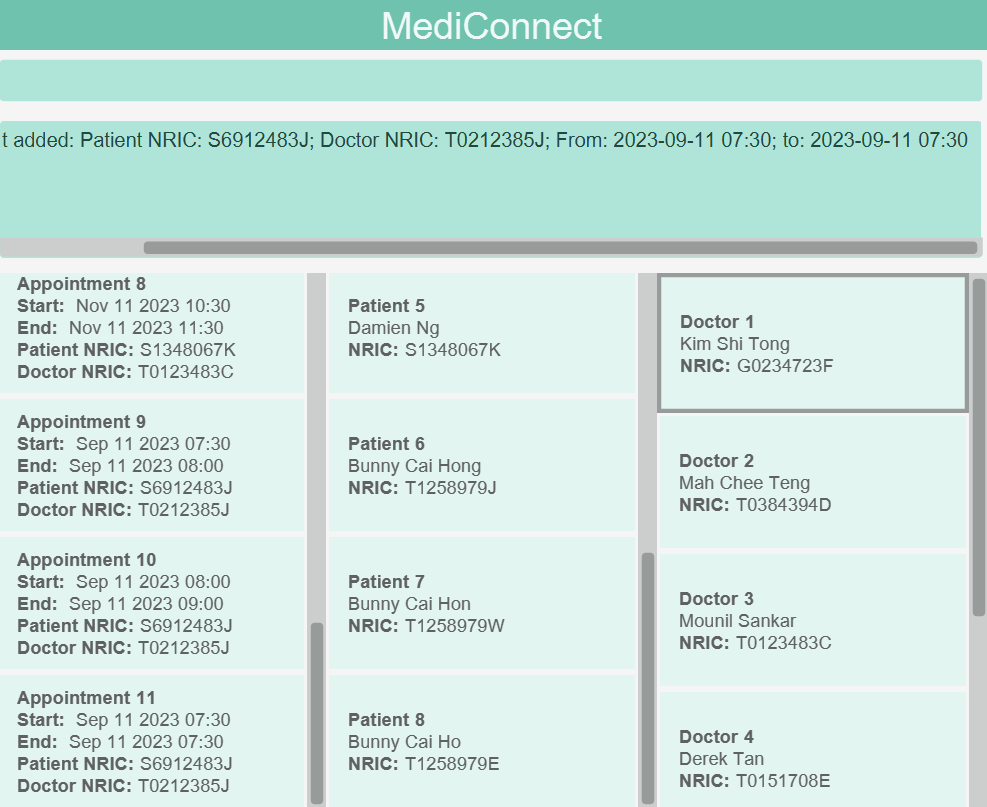 MediConnect
t added: Patient NRIC: S6912483J; Doctor NRIC: T0212385J; From: 2023-09-11 07:30; to: 2023-09-11 07:30
Appointment 8
Start: Nov 11 2023 10:30
End: Nov 11 2023 11:30
Patient NRIC: S1348067K
Doctor NRIC: T0123483C
Appointment 9
Start: Sep 11 2023 07:30
End: Sep 11 2023 08:00
Patient NRIC: S6912483J
Doctor NRIC: T0212385J
Appointment 10
Start: Sep 11 2023 08:00
End: Sep 11 2023 09:00
Patient NRIC: S6912483J
Doctor NRIC: T0212385J
Appointment 11
Start: Sep 11 2023 07:30
End: Sep 11 2023 07:30
Patient NRIC: S6912483J
Doctor NRIC: T0212385J
Patient 5
Damien Ng
NRIC: S1348067K
Patient 6
Bunny Cai Hong
NRIC: T1258979J
Patient 7
Bunny Cai Hon
NRIC: T1258979W
Patient 8
Bunny Cai Ho
NRIC: T1258979E
Doctor 1
Kim Shi Tong
NRIC: G0234723F
Doctor 2
Mah Chee Teng
NRIC: T0384394D
Doctor 3
Mounil Sankar
NRIC: T0123483C
Doctor 4
Derek Tan
NRIC: T0151708E